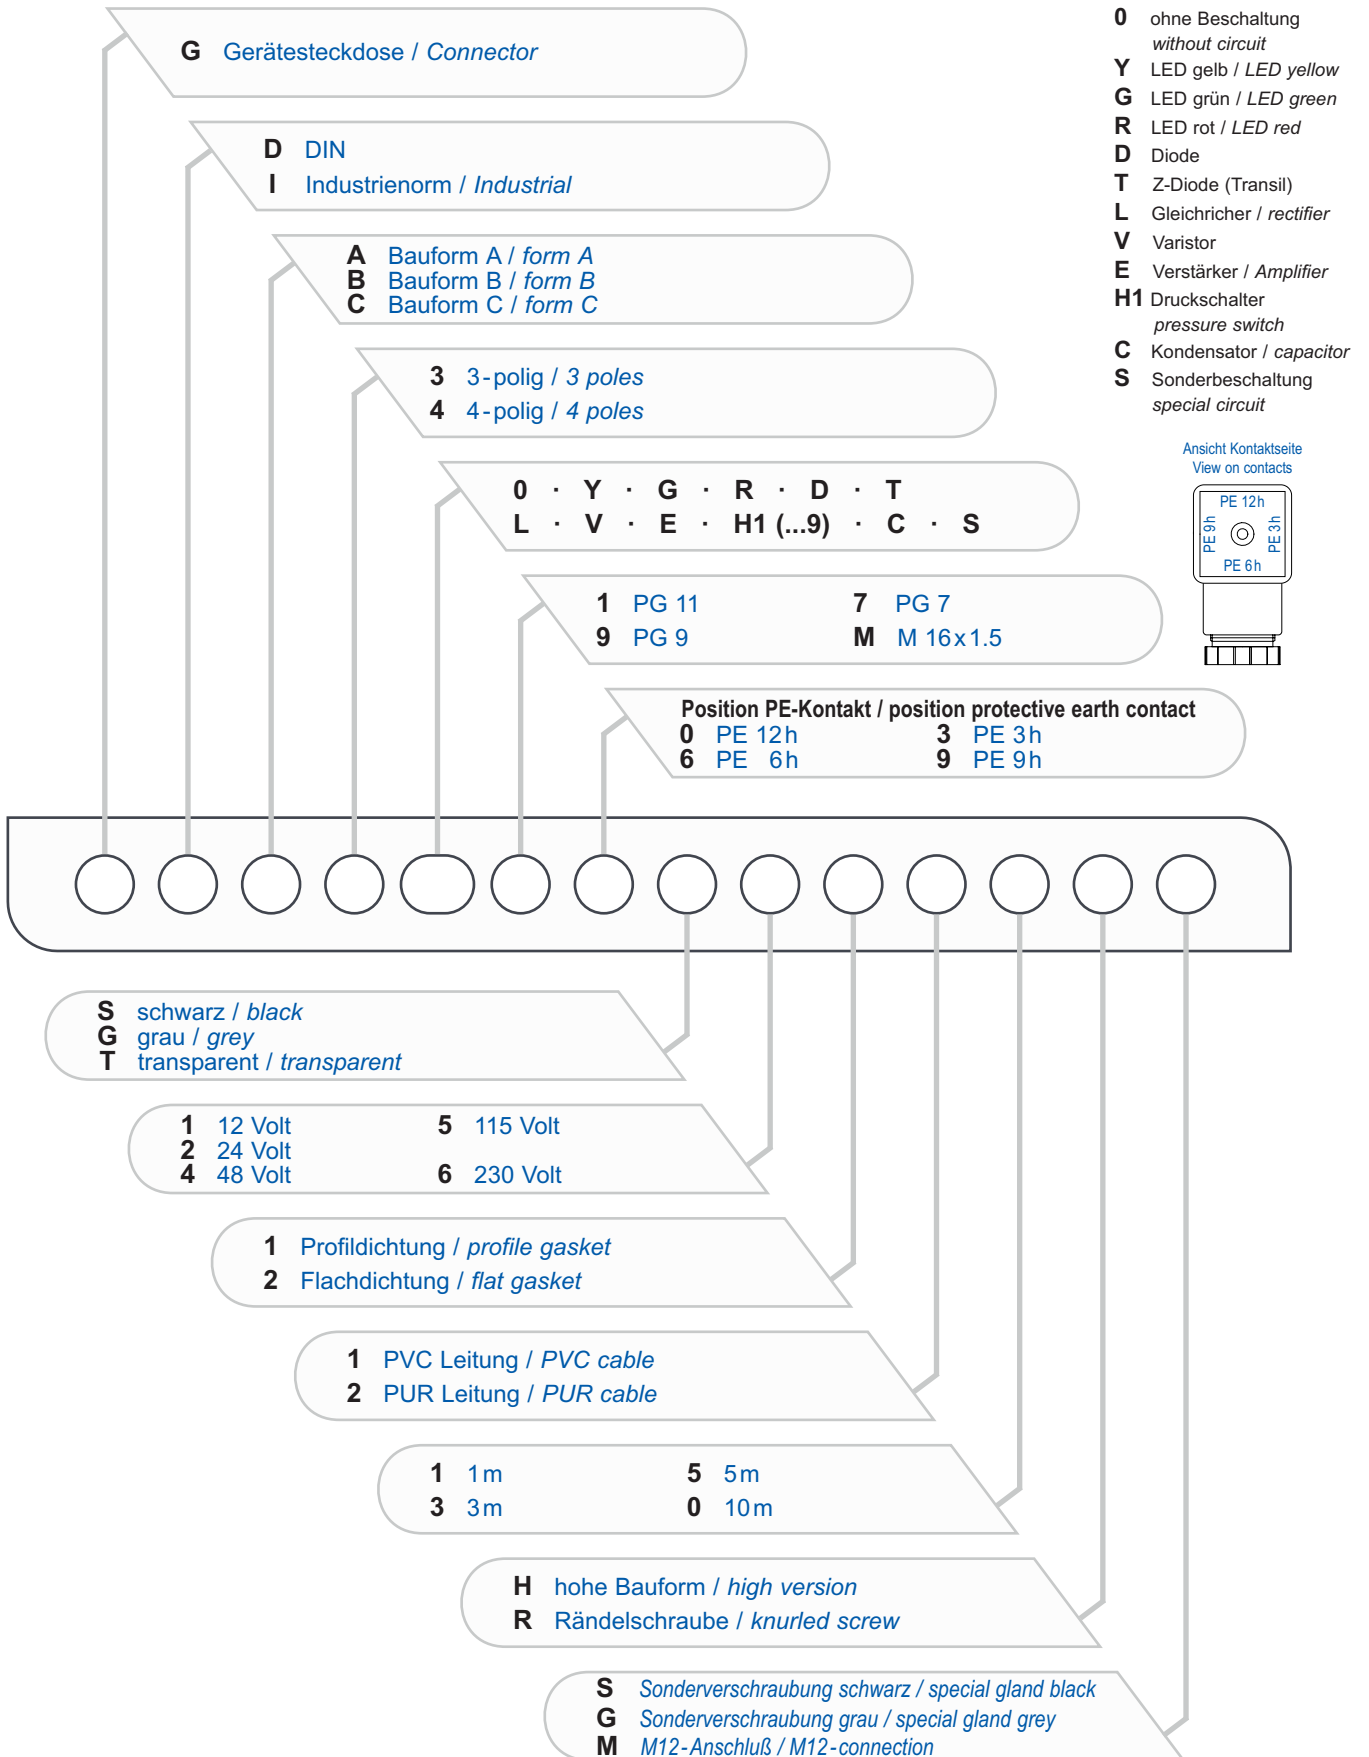 G Gerätesteckdose / Connector
D DIN
I Industrienorm / Industrial
A Bauform A / form A
B Bauform B / form B
C Bauform C / form C
3 3-polig / 3 poles
4 4-polig / 4 poles
0 · Y · G · R · D · T
L · V · E · H1 (...9) · C · S
1 PG 11 7 PG 7
9 PG 9 M M 16x1.5
Position PE-Kontakt / position protective earth contact
0 PE 12h 3 PE 3h
6 PE 6h 9 PE 9h
0 ohne Beschaltung
without circuit
Y LED gelb / LED yellow
G LED grün / LED green
R LED rot / LED red
D Diode
T Z-Diode (Transil)
L Gleichricher / rectifier
V Varistor
E Verstärker / Amplifier
H1 Druckschalter
pressure switch
C Kondensator / capacitor
S Sonderbeschaltung
special circuit
Ansicht Kontaktseite
View on contacts
PE 12h
PE 9h
PE 3h
PE 6h
S schwarz / black
G grau / grey
T transparent / transparent
1 12 Volt 5 115 Volt
2 24 Volt
4 48 Volt 6 230 Volt
1 Profildichtung / profile gasket
2 Flachdichtung / flat gasket
1 PVC Leitung / PVC cable
2 PUR Leitung / PUR cable
1 1m 5 5m
3 3m 0 10m
H hohe Bauform / high version
R Rändelschraube / knurled screw
S Sonderverschraubung schwarz / special gland black
G Sonderverschraubung grau / special gland grey
M M12-Anschluß / M12-connection